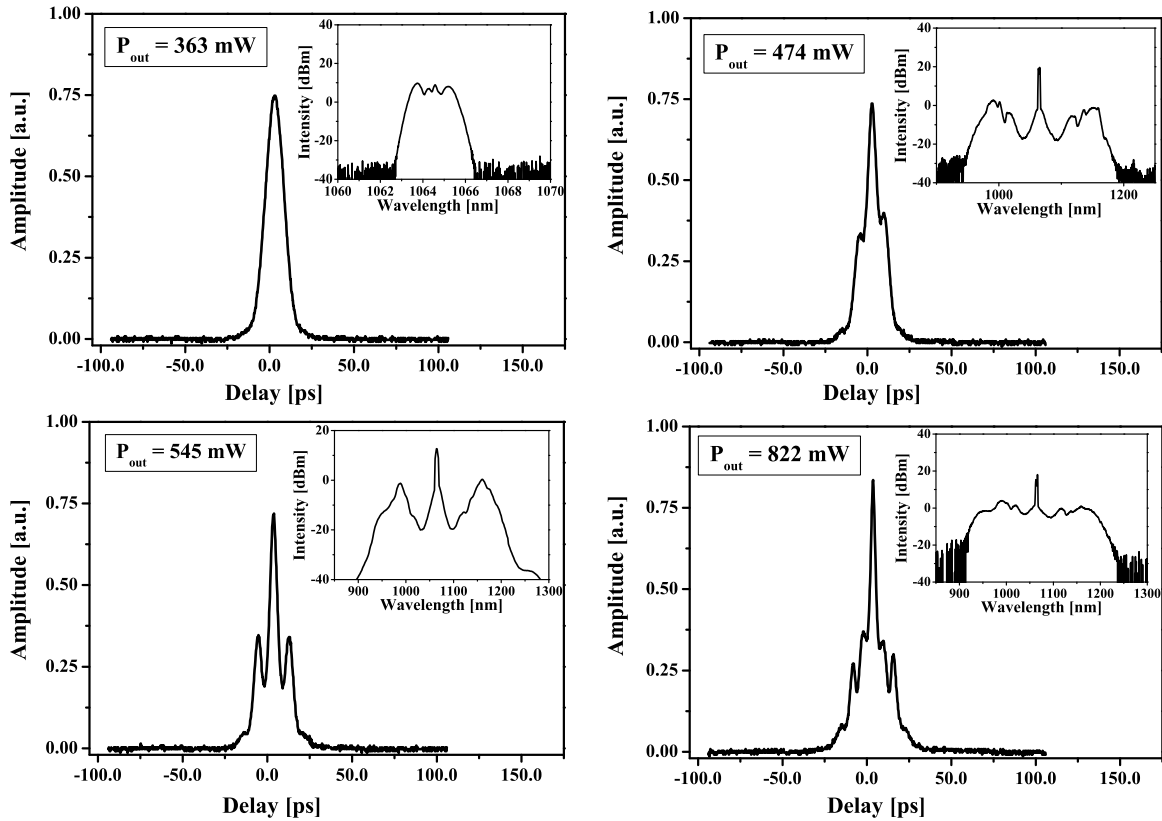 P_out = 363 mW
1.00
0.75
0.50
0.25
0.00
Amplitude [a.u.]
-100.0 -50.0 0.0 50.0 100.0 150.0
Delay [ps]
40
20
0
-20
-40
Intensity [dBm]
1060 1062 1064 1066 1068 1070
Wavelength [nm]
P_out = 474 mW
1.00
0.75
0.50
0.25
0.00
Amplitude [a.u.]
-100.0 -50.0 0.0 50.0 100.0 150.0
Delay [ps]
40
20
0
-20
-40
Intensity [dBm]
1000 1200
Wavelength [nm]
P_out = 545 mW
1.00
0.75
0.50
0.25
0.00
Amplitude [a.u.]
-100.0 -50.0 0.0 50.0 100.0 150.0
Delay [ps]
20
0
-20
-40
Intensity [dBm]
900 1000 1100 1200 1300
Wavelength [nm]
P_out = 822 mW
1.00
0.75
0.50
0.25
0.00
Amplitude [a.u.]
-100.0 -50.0 0.0 50.0 100.0 150.0
Delay [ps]
40
20
0
-20
-40
Intensity [dBm]
900 1000 1100 1200 1300
Wavelength [nm]